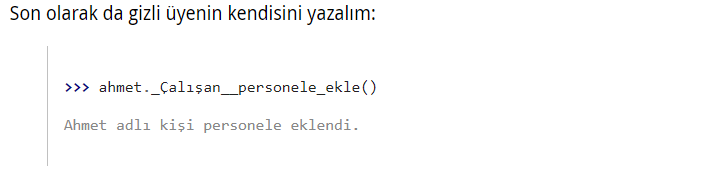 Son olarak da gizli üyenin kendisini yazalım:
>>> ahmet._Çalışan__personele_ekle()
Ahmet adlı kişi personele eklendi.